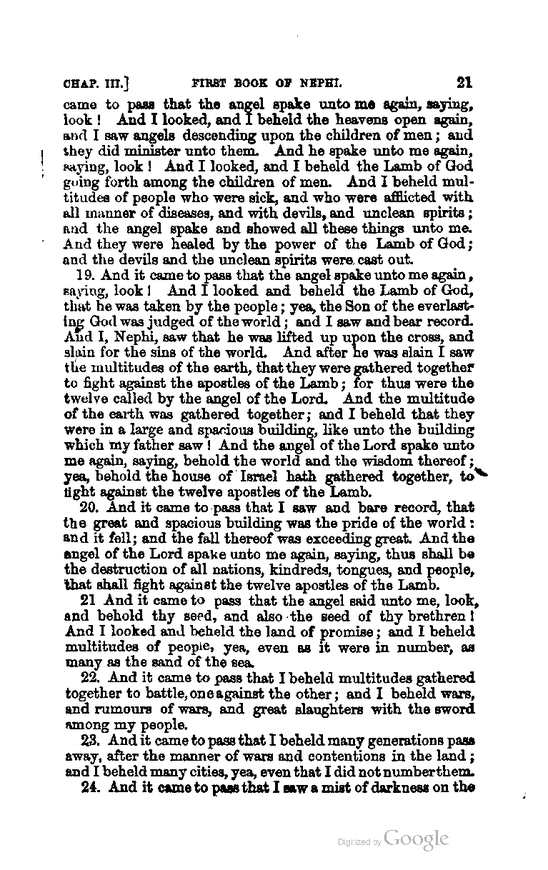 CHAP. III.] FIRST BOOK OF NEPHI. 21
came to pass that the angel spake unto me again, saying,
look! And I looked, and I beheld the heavens open again,
and I saw angels descending upon the children of men; and
they did minister unto them. And he spake unto me again,
saying, look! And I looked, and I beheld the Lamb of God
going forth among the children of men. And I beheld mul-
titudes of people who were sick, and who were afflicted with
all manner of diseases, and with devils, and unclean spirits;
and the angel spake and showed all these things unto me.
And they were healed by the power of the Lamb of God;
and the devils and the unclean spirits were cast out.
19. And it came to pass that the angel spake unto me again,
saying, look! And I looked and beheld the Lamb of God,
that he was taken by the people; yea, the Son of the everlast-
ing God was judged of the world; and I saw and bear record.
And I, Nephi, saw that he was lifted up upon the cross, and
slain for the sins of the world. And after he was slain I saw
the multitudes of the earth, that they were gathered together
to fight against the apostles of the Lamb; for thus were the
twelve called by the angel of the Lord. And the multitude
of the earth was gathered together; and I beheld that they
were in a large and spacious building, like unto the building
which my father saw! And the angel of the Lord spake unto
me again, saying, behold the world and the wisdom thereof;
yea, behold the house of Israel hath gathered together, to
fight against the twelve apostles of the Lamb.
20. And it came to pass that I saw and bare record, that
the great and spacious building was the pride of the world:
and it fell; and the fall thereof was exceeding great. And the
angel of the Lord spake unto me again, saying, thus shall be
the destruction of all nations, kindreds, tongues, and people,
that shall fight against the twelve apostles of the Lamb.
21 And it came to pass that the angel said unto me, look,
and behold thy seed, and also the seed of thy brethren!
And I looked and beheld the land of promise; and I beheld
multitudes of people, yea, even as it were in number, as
many as the sand of the sea.
22. And it came to pass that I beheld multitudes gathered
together to battle, one against the other; and I beheld wars,
and rumours of wars, and great slaughters with the sword
among my people.
23. And it came to pass that I beheld many generations pass
away, after the manner of wars and contentions in the land;
and I beheld many cities, yea, even that I did not number them.
24. And it came to pass that I saw a mist of darkness on the
Digitized by Google